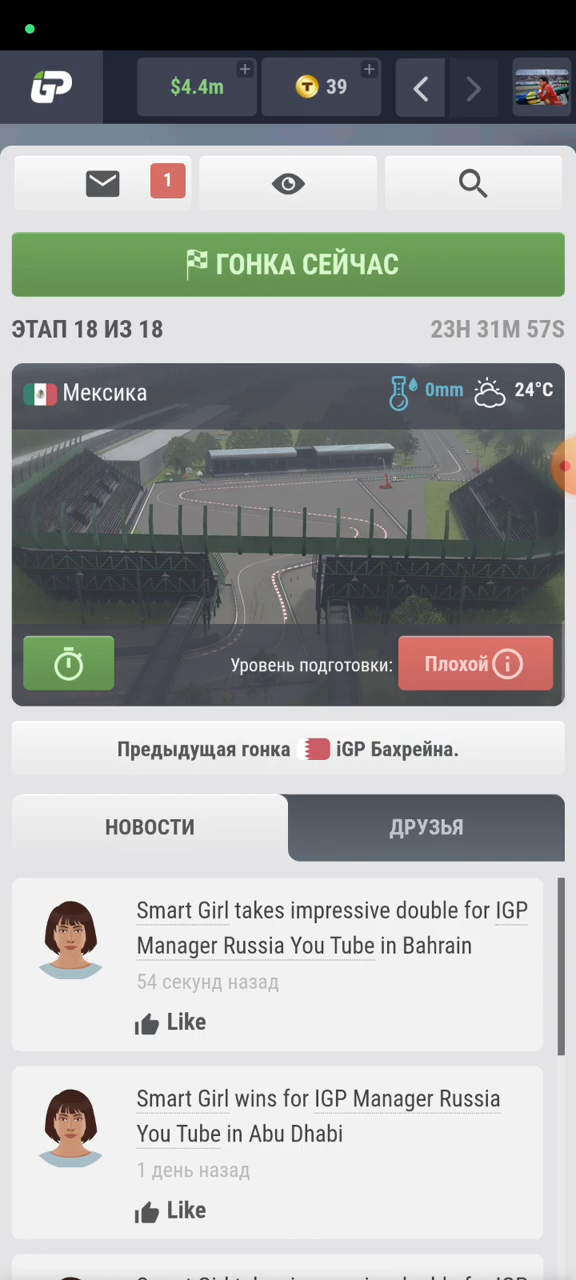 GP
$4.4m
+
T
39
+
1
ГОНКА СЕЙЧАС
ЭТАП 18 ИЗ 18
23H 31M 57S
Мексика
0mm
24°C
Уровень подготовки:
Плохой
Предыдущая гонка iGP Бахрейна.
НОВОСТИ
ДРУЗЬЯ
Smart Girl takes impressive double for IGP
Manager Russia You Tube in Bahrain
54 секунд назад
Like
Smart Girl wins for IGP Manager Russia
You Tube in Abu Dhabi
1 день назад
Like